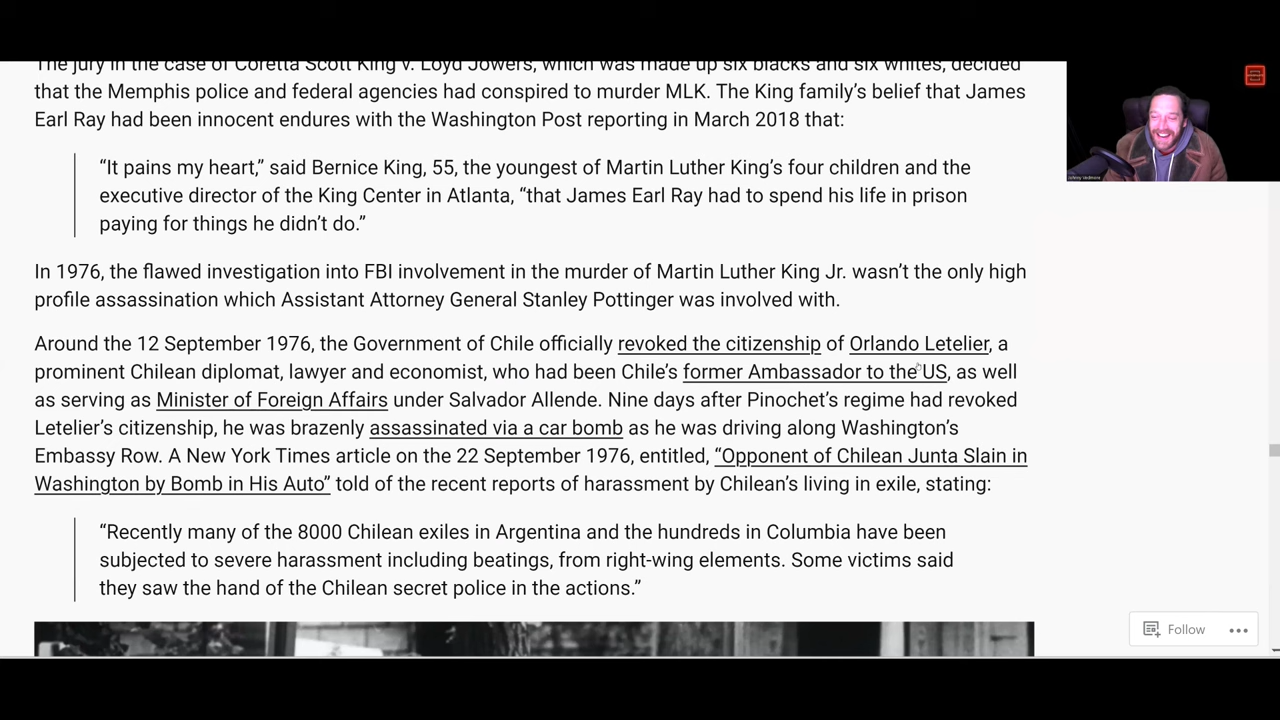 The jury in the case of Coretta Scott King v. Loyd Jowers, which was made up six blacks and six whites, decided
that the Memphis police and federal agencies had conspired to murder MLK. The King family’s belief that James
Earl Ray had been innocent endures with the Washington Post reporting in March 2018 that:
“It pains my heart,” said Bernice King, 55, the youngest of Martin Luther King’s four children and the
executive director of the King Center in Atlanta, “that James Earl Ray had to spend his life in prison
paying for things he didn’t do.”
In 1976, the flawed investigation into FBI involvement in the murder of Martin Luther King Jr. wasn’t the only high
profile assassination which Assistant Attorney General Stanley Pottinger was involved with.
Around the 12 September 1976, the Government of Chile officially revoked the citizenship of Orlando Letelier, a
prominent Chilean diplomat, lawyer and economist, who had been Chile’s former Ambassador to the US, as well
as serving as Minister of Foreign Affairs under Salvador Allende. Nine days after Pinochet’s regime had revoked
Letelier’s citizenship, he was brazenly assassinated via a car bomb as he was driving along Washington’s
Embassy Row. A New York Times article on the 22 September 1976, entitled, “Opponent of Chilean Junta Slain in
Washington by Bomb in His Auto” told of the recent reports of harassment by Chilean’s living in exile, stating:
“Recently many of the 8000 Chilean exiles in Argentina and the hundreds in Columbia have been
subjected to severe harassment including beatings, from right-wing elements. Some victims said
they saw the hand of the Chilean secret police in the actions.”
Johnny Vedmore
Follow